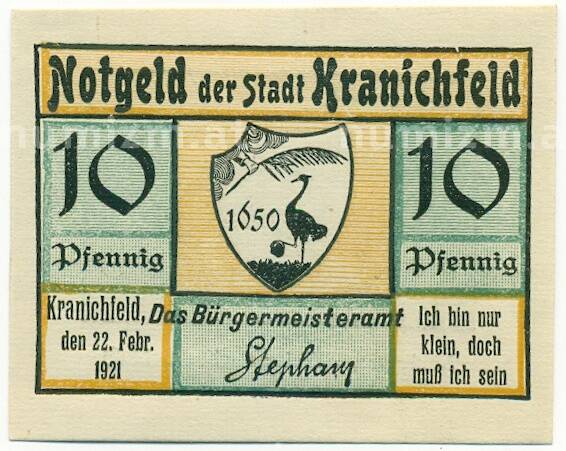 Notgeld der Stadt Kranichfeld
10 10
1650
Pfennig Pfennig
Kranichfeld,
den 22. Febr.
1921
Das Bürgermeisteramt
Stephan
Ich bin nur
klein, doch
muß ich sein